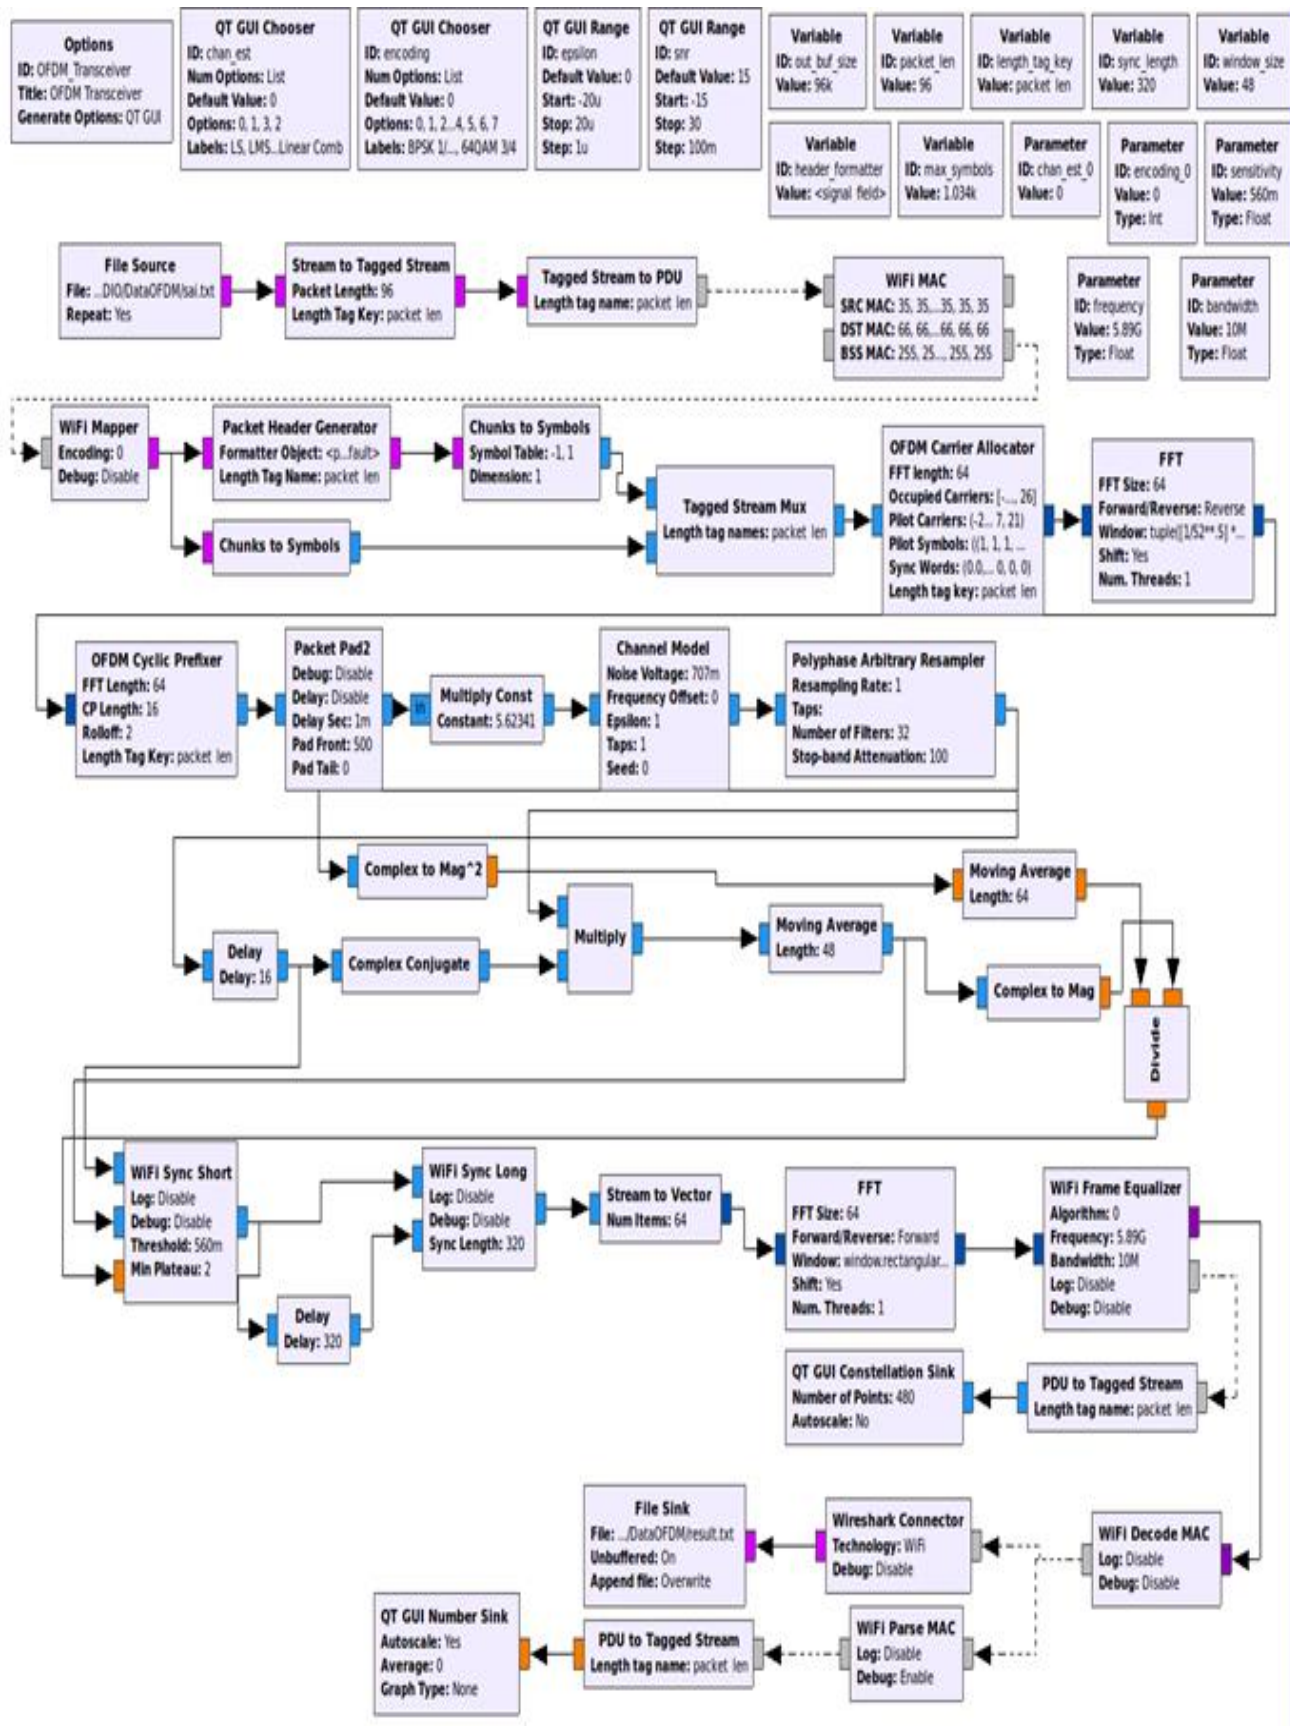 Options
ID: OFDM_Transceiver
Title: OFDM Transceiver
Generate Options: QT GUI
QT GUI Chooser
ID: chan_est
Num Options: List
Default Value: 0
Options: 0, 1, 3, 2
Labels: LS, LMS...Linear Comb
QT GUI Chooser
ID: encoding
Num Options: List
Default Value: 0
Options: 0, 1, 2...4, 5, 6, 7
Labels: BPSK 1/..., 64QAM 3/4
QT GUI Range
ID: epsilon
Default Value: 0
Start: -20u
Stop: 20u
Step: 1u
QT GUI Range
ID: snr
Default Value: 15
Start: -15
Stop: 30
Step: 100m
Variable
ID: out_buf_size
Value: 96k
Variable
ID: packet_len
Value: 96
Variable
ID: length_tag_key
Value: packet len
Variable
ID: sync_length
Value: 320
Variable
ID: window_size
Value: 48
Variable
ID: header_formatter
Value: <signal field>
Variable
ID: max_symbols
Value: 1.034k
Parameter
ID: chan_est_0
Value: 0
Parameter
ID: encoding_0
Value: 0
Type: Int
Parameter
ID: sensitivity
Value: 560m
Type: Float
File Source
File: ...DIO/DataOFDM/sai.txt
Repeat: Yes
Stream to Tagged Stream
Packet Length: 96
Length Tag Key: packet len
Tagged Stream to PDU
Length tag name: packet len
WiFi MAC
SRC MAC: 35, 35,...35, 35, 35
DST MAC: 66, 66,...66, 66, 66
BSS MAC: 255, 25..., 255, 255
Parameter
ID: frequency
Value: 5.89G
Type: Float
Parameter
ID: bandwidth
Value: 10M
Type: Float
WiFi Mapper
Encoding: 0
Debug: Disable
Packet Header Generator
Formatter Object: <p...fault>
Length Tag Name: packet len
Chunks to Symbols
Symbol Table: -1, 1
Dimension: 1
Chunks to Symbols
Tagged Stream Mux
Length tag names: packet len
OFDM Carrier Allocator
FFT length: 64
Occupied Carriers: [-..., 26]
Pilot Carriers: (-2... 7, 21)
Pilot Symbols: ((1, 1, 1, ...
Sync Words: (0.0,... 0, 0, 0)
Length tag key: packet len
FFT
FFT Size: 64
Forward/Reverse: Reverse
Window: tuple([1/52**.5] *...
Shift: Yes
Num. Threads: 1
OFDM Cyclic Prefixer
FFT Length: 64
CP Length: 16
Rolloff: 2
Length Tag Key: packet len
Packet Pad2
Debug: Disable
Delay: Disable
Delay Sec: 1m
Pad Front: 500
Pad Tail: 0
in
Multiply Const
Constant: 5.62341
Channel Model
Noise Voltage: 707m
Frequency Offset: 0
Epsilon: 1
Taps: 1
Seed: 0
Polyphase Arbitrary Resampler
Resampling Rate: 1
Taps:
Number of Filters: 32
Stop-band Attenuation: 100
Complex to Mag^2
Moving Average
Length: 64
Delay
Delay: 16
Complex Conjugate
Multiply
Moving Average
Length: 48
Complex to Mag
Divide
WiFi Sync Short
Log: Disable
Debug: Disable
Threshold: 560m
Min Plateau: 2
WiFi Sync Long
Log: Disable
Debug: Disable
Sync Length: 320
Delay
Delay: 320
Stream to Vector
Num Items: 64
FFT
FFT Size: 64
Forward/Reverse: Forward
Window: window.rectangular...
Shift: Yes
Num. Threads: 1
WiFi Frame Equalizer
Algorithm: 0
Frequency: 5.89G
Bandwidth: 10M
Log: Disable
Debug: Disable
QT GUI Constellation Sink
Number of Points: 480
Autoscale: No
PDU to Tagged Stream
Length tag name: packet len
File Sink
File: .../DataOFDM/result.txt
Unbuffered: On
Append file: Overwrite
Wireshark Connector
Technology: WiFi
Debug: Disable
WiFi Decode MAC
Log: Disable
Debug: Disable
QT GUI Number Sink
Autoscale: Yes
Average: 0
Graph Type: None
PDU to Tagged Stream
Length tag name: packet len
WiFi Parse MAC
Log: Disable
Debug: Enable